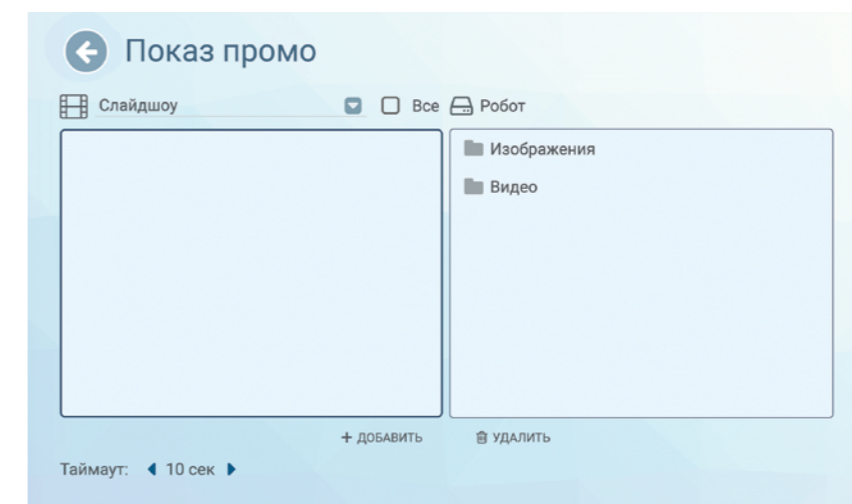 Показ промо
Слайдшоу Все Робот
Изображения
Видео
+ ДОБАВИТЬ УДАЛИТЬ
Таймаут: 10 сек